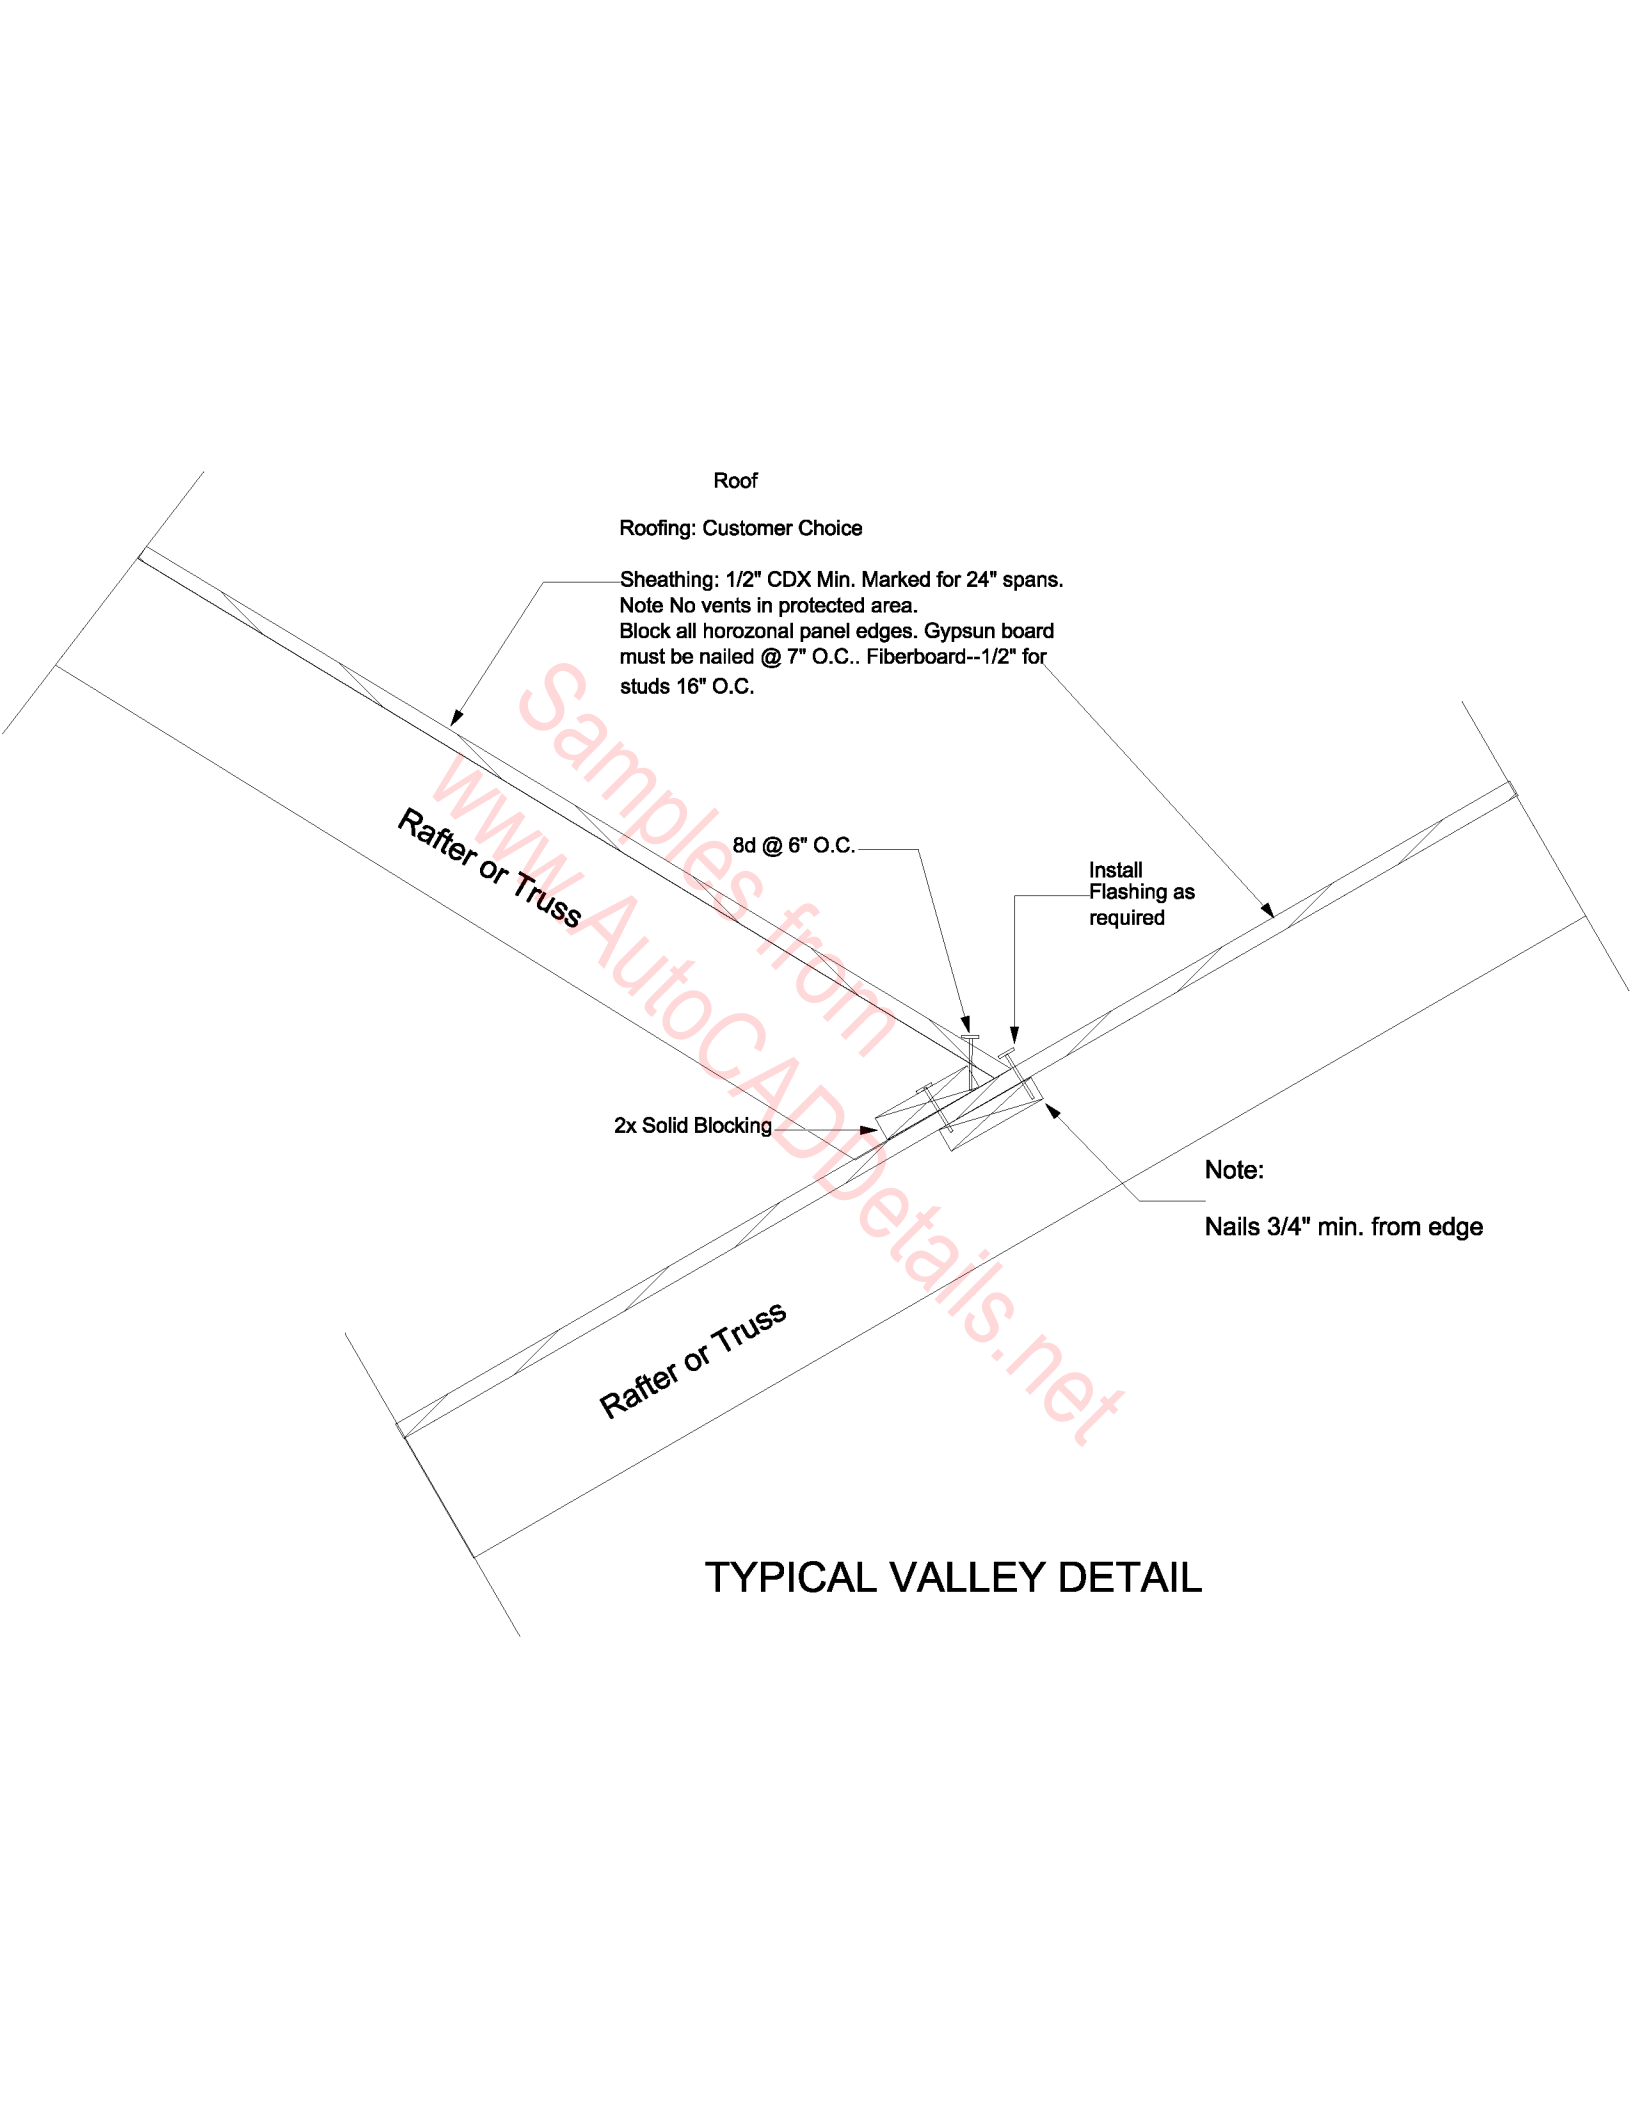 Roof
Roofing: Customer Choice
Sheathing: 1/2" CDX Min. Marked for 24" spans.
Note No vents in protected area.
Block all horozonal panel edges. Gypsun board
must be nailed @ 7" O.C.. Fiberboard--1/2" for
studs 16" O.C.
Samples from
www.AutoCADDetails.net
Rafter or Truss
8d @ 6" O.C.
Install
Flashing as
required
2x Solid Blocking
Note:
Nails 3/4" min. from edge
Rafter or Truss
TYPICAL VALLEY DETAIL